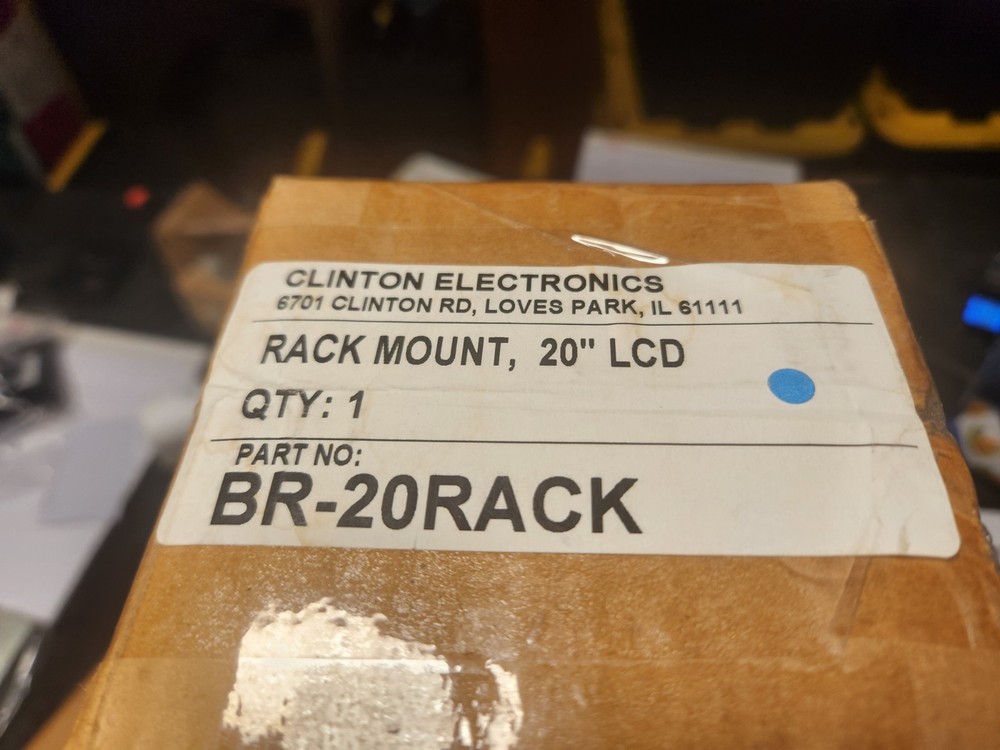 CLINTON ELECTRONICS
6701 CLINTON RD, LOVES PARK, IL 61111
RACK MOUNT, 20" LCD
QTY: 1
PART NO:
BR-20RACK